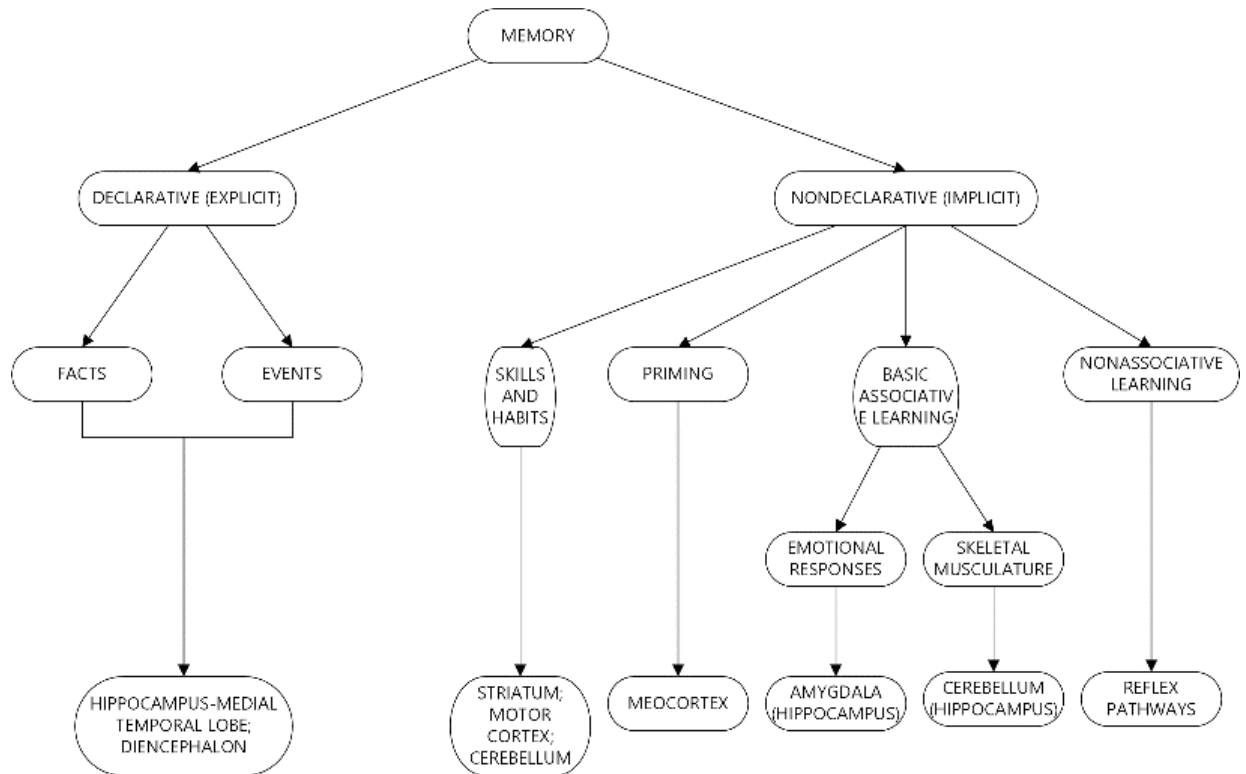 MEMORY
DECLARATIVE (EXPLICIT)
NONDECLARATIVE (IMPLICIT)
FACTS
EVENTS
SKILLS
AND
HABITS
PRIMING
BASIC
ASSOCIATIV
E LEARNING
NONASSOCIATIVE
LEARNING
EMOTIONAL
RESPONSES
SKELETAL
MUSCULATURE
HIPPOCAMPUS-MEDIAL
TEMPORAL LOBE;
DIENCEPHALON
STRIATUM;
MOTOR
CORTEX;
CEREBELLUM
MEOCORTEX
AMYGDALA
(HIPPOCAMPUS)
CEREBELLUM
(HIPPOCAMPUS)
REFLEX
PATHWAYS